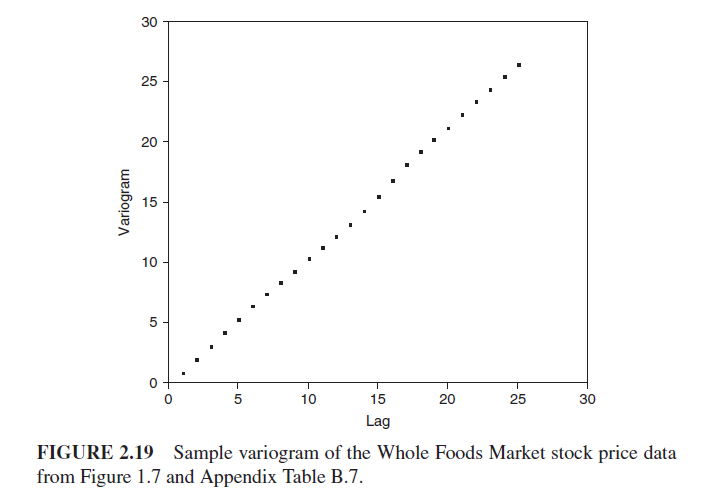 30
25
20
15
10
5
0
Variogram
0 5 10 15 20 25 30
Lag
FIGURE 2.19 Sample variogram of the Whole Foods Market stock price data
from Figure 1.7 and Appendix Table B.7.